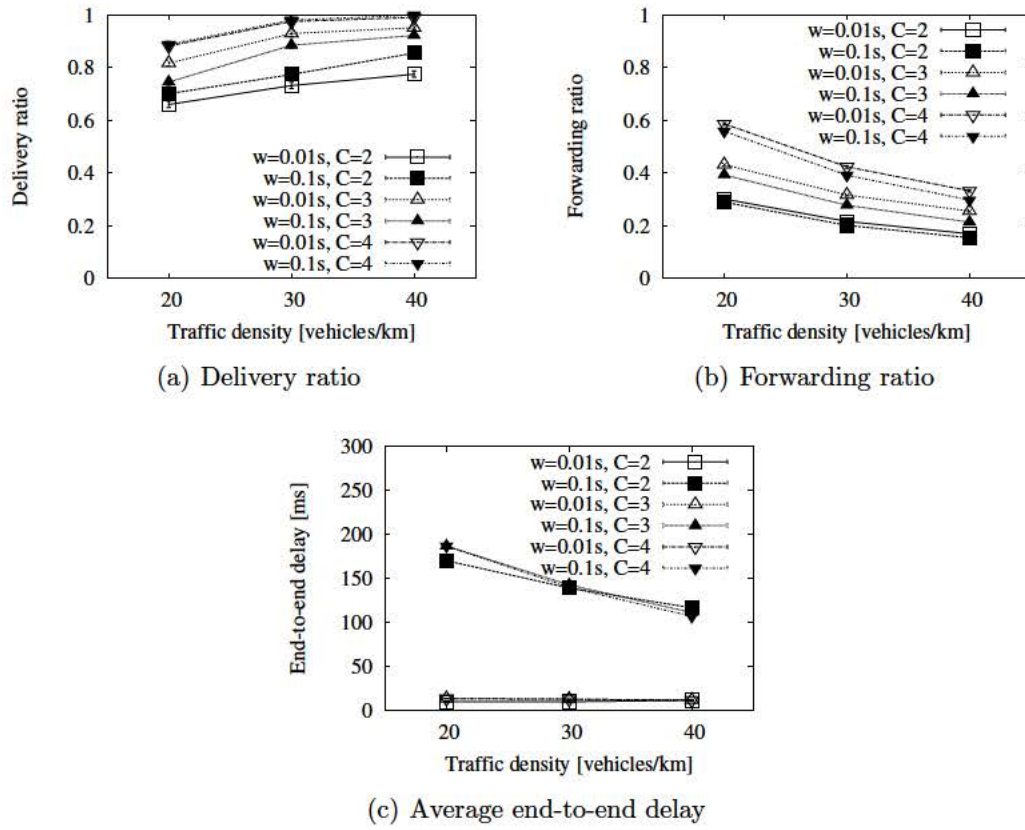 Delivery ratio
1
0.8
0.6
0.4
0.2
0
w=0.01s, C=2
w=0.1s, C=2
w=0.01s, C=3
w=0.1s, C=3
w=0.01s, C=4
w=0.1s, C=4
20 30 40
Traffic density [vehicles/km]
(a) Delivery ratio
Forwarding ratio
1
0.8
0.6
0.4
0.2
0
w=0.01s, C=2
w=0.1s, C=2
w=0.01s, C=3
w=0.1s, C=3
w=0.01s, C=4
w=0.1s, C=4
20 30 40
Traffic density [vehicles/km]
(b) Forwarding ratio
End-to-end delay [ms]
300
250
200
150
100
50
0
w=0.01s, C=2
w=0.1s, C=2
w=0.01s, C=3
w=0.1s, C=3
w=0.01s, C=4
w=0.1s, C=4
20 30 40
Traffic density [vehicles/km]
(c) Average end-to-end delay